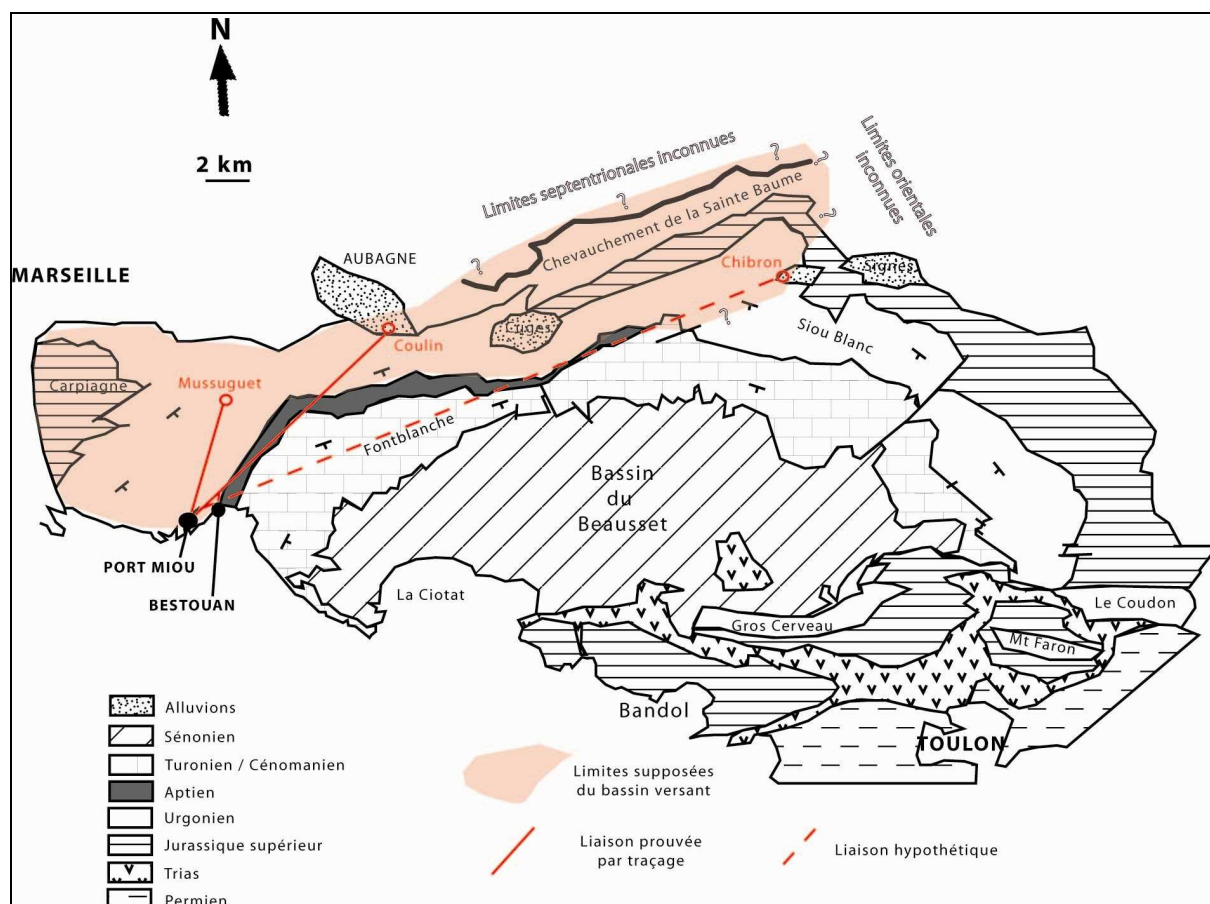 N
2 km
Limites septentrionales inconnues
Limites orientales
inconnues
?
?
?
?
?
?
Chevauchement de la Sainte Baume
MARSEILLE
AUBAGNE
Chibron
Signes
Cuges
Coulin
Siou Blanc
Carpiagne
Mussuguet
Fontblanche
Bassin
du
Beausset
PORT MIOU
BESTOUAN
La Ciotat
Gros Cerveau
Le Coudon
Mt Faron
Bandol
TOULON
Alluvions
Sénonien
Turonien / Cénomanien
Aptien
Urgonien
Jurassique supérieur
Trias
Permien
Limites supposées
du bassin versant
Liaison prouvée
par traçage
Liaison hypothétique